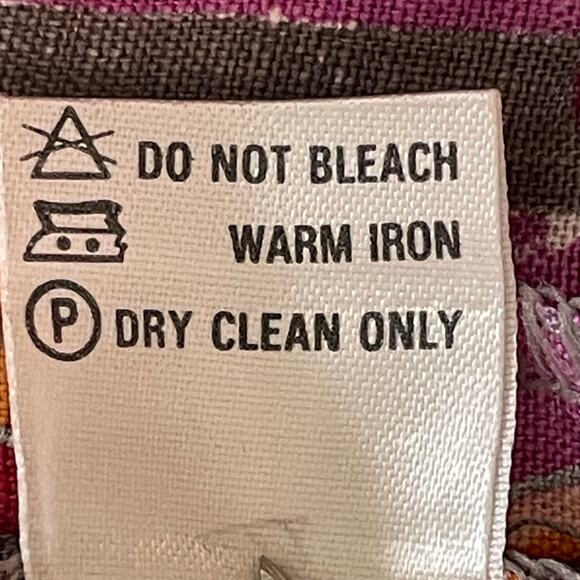 DO NOT BLEACH
WARM IRON
P DRY CLEAN ONLY